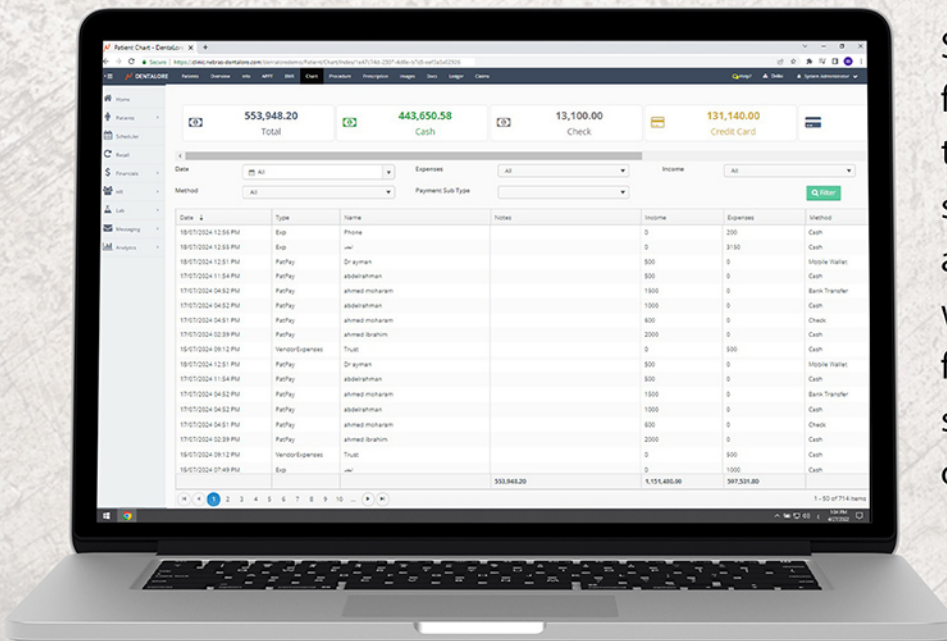 Patient Chart - DentaLore
Secure
DENTALORE Patients Overview Info APPT EMR Chart Procedure Prescription Images Docs Ledger Claims Help? System Administrator
Home
Patients
Scheduler
Recall
Financials
HR
Lab
Messaging
Analysis
553,948.20 443,650.58 13,100.00 131,140.00
Total Cash Check Credit Card
Date All Expenses All Income All
Method All Payment Sub Type Filter
Date Type Name Notes Income Expenses Method
18/07/2024 12:56 PM Exp Phone 0 200 Cash
18/07/2024 12:55 PM Exp 0 3150 Cash
18/07/2024 12:51 PM PatPay Dr ayman 500 0 Mobile Wallet
17/07/2024 11:54 PM PatPay abdelrahman 500 0 Cash
17/07/2024 04:52 PM PatPay ahmed moharam 1500 0 Bank Transfer
17/07/2024 04:52 PM PatPay abdelrahman 1000 0 Cash
17/07/2024 04:51 PM PatPay ahmed moharam 600 0 Check
17/07/2024 02:39 PM PatPay ahmed ibrahim 2000 0 Cash
15/07/2024 09:12 PM VendorExpenses Trust 0 500 Cash
18/07/2024 12:51 PM PatPay Dr ayman 500 0 Mobile Wallet
17/07/2024 11:54 PM PatPay abdelrahman 500 0 Cash
17/07/2024 04:52 PM PatPay ahmed moharam 1500 0 Bank Transfer
17/07/2024 04:52 PM PatPay abdelrahman 1000 0 Cash
17/07/2024 04:51 PM PatPay ahmed moharam 600 0 Check
17/07/2024 02:39 PM PatPay ahmed ibrahim 2000 0 Cash
15/07/2024 09:12 PM VendorExpenses Trust 0 500 Cash
15/07/2024 07:49 PM Exp 0 1000 Cash
553,948.20 1,151,480.00 597,531.80
1 2 3 4 5 6 7 8 9 10 ... 1 - 50 of 714 items
4/27/2022